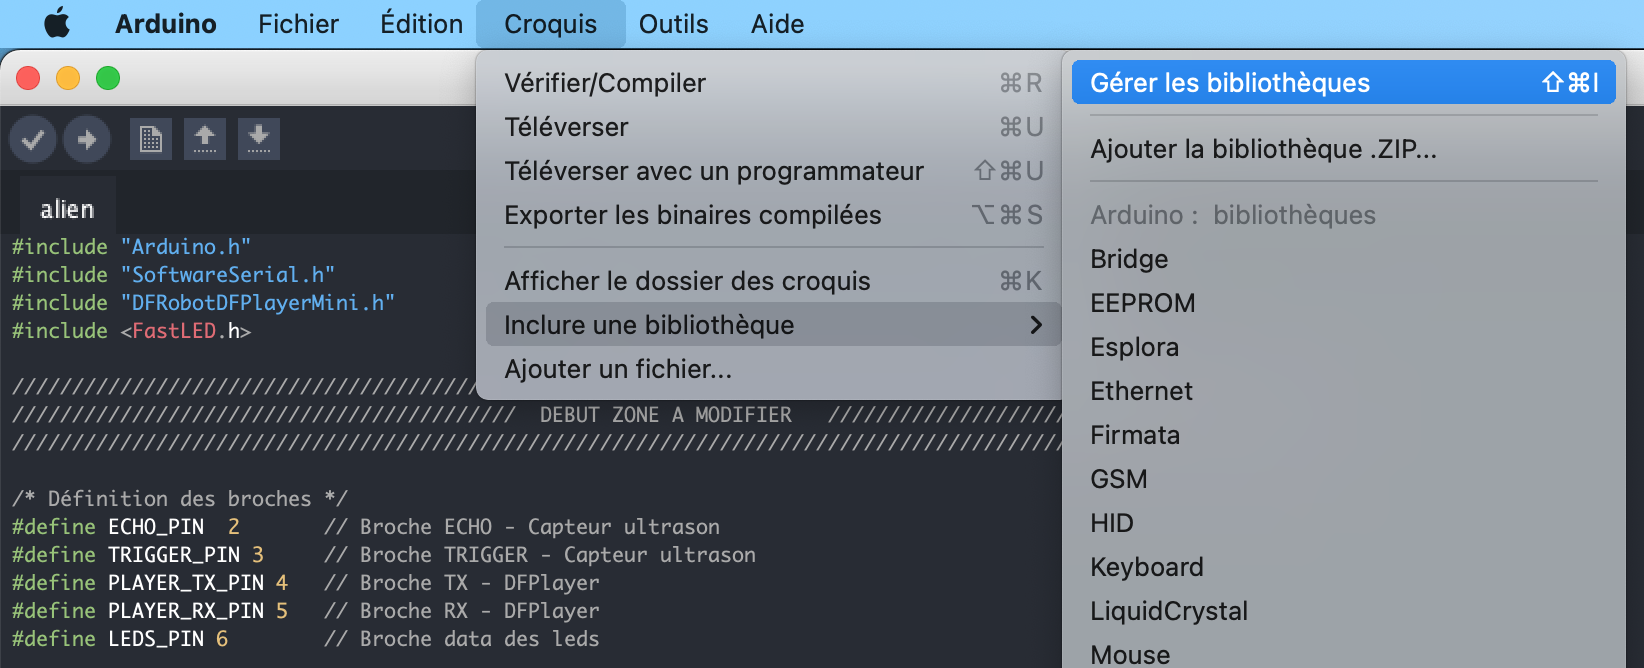 Arduino Fichier Édition Croquis Outils Aide
Vérifier/Compiler ⌘R
Téléverser ⌘U
Téléverser avec un programmateur ⇧⌘U
Exporter les binaires compilées ⌥⌘S
Afficher le dossier des croquis ⌘K
Inclure une bibliothèque
Ajouter un fichier...
Gérer les bibliothèques ⇧⌘I
Ajouter la bibliothèque .ZIP...
Arduino : bibliothèques
Bridge
EEPROM
Esplora
Ethernet
Firmata
GSM
HID
Keyboard
LiquidCrystal
Mouse
alien
#include "Arduino.h"
#include "SoftwareSerial.h"
#include "DFRobotDFPlayerMini.h"
#include <FastLED.h>
///////////////////////////////////////
////////////////////////////////////////// DEBUT ZONE A MODIFIER ////////////////////
////////////////////////////////////////////////////////////////////////////////////////
/* Définition des broches */
#define ECHO_PIN 2 // Broche ECHO - Capteur ultrason
#define TRIGGER_PIN 3 // Broche TRIGGER - Capteur ultrason
#define PLAYER_TX_PIN 4 // Broche TX - DFPlayer
#define PLAYER_RX_PIN 5 // Broche RX - DFPlayer
#define LEDS_PIN 6 // Broche data des leds